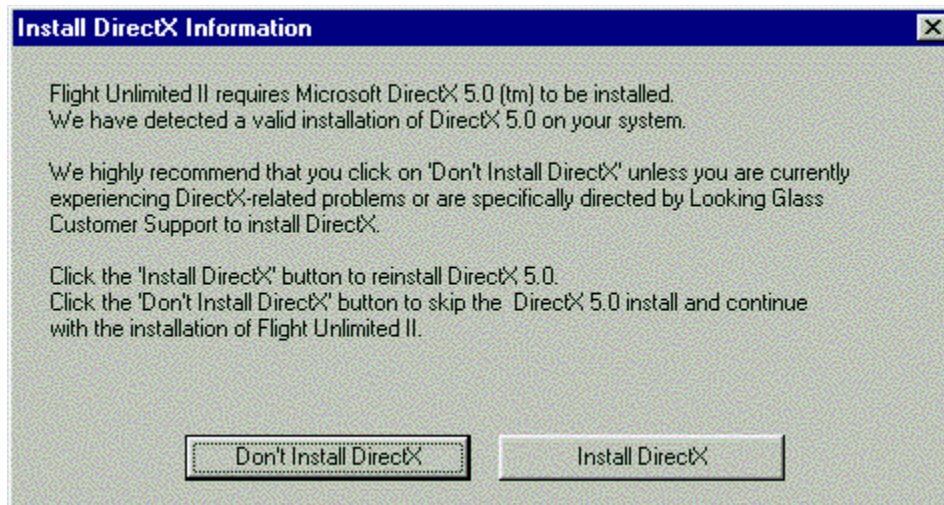 Install DirectX Information
Flight Unlimited II requires Microsoft DirectX 5.0 (tm) to be installed.
We have detected a valid installation of DirectX 5.0 on your system.
We highly recommend that you click on 'Don't Install DirectX' unless you are currently
experiencing DirectX-related problems or are specifically directed by Looking Glass
Customer Support to install DirectX.
Click the 'Install DirectX' button to reinstall DirectX 5.0.
Click the 'Don't Install DirectX' button to skip the  DirectX 5.0 install and continue
with the installation of Flight Unlimited II.
Don't Install DirectX
Install DirectX